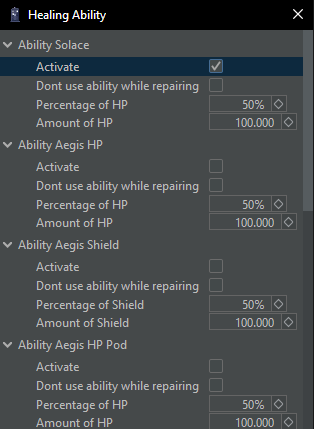 Healing Ability
Ability Solace
Activate
Dont use ability while repairing
Percentage of HP 50%
Amount of HP 100.000
Ability Aegis HP
Activate
Dont use ability while repairing
Percentage of HP 50%
Amount of HP 100.000
Ability Aegis Shield
Activate
Dont use ability while repairing
Percentage of Shield 50%
Amount of Shield 100.000
Ability Aegis HP Pod
Activate
Dont use ability while repairing
Percentage of HP 50%
Amount of HP 100.000